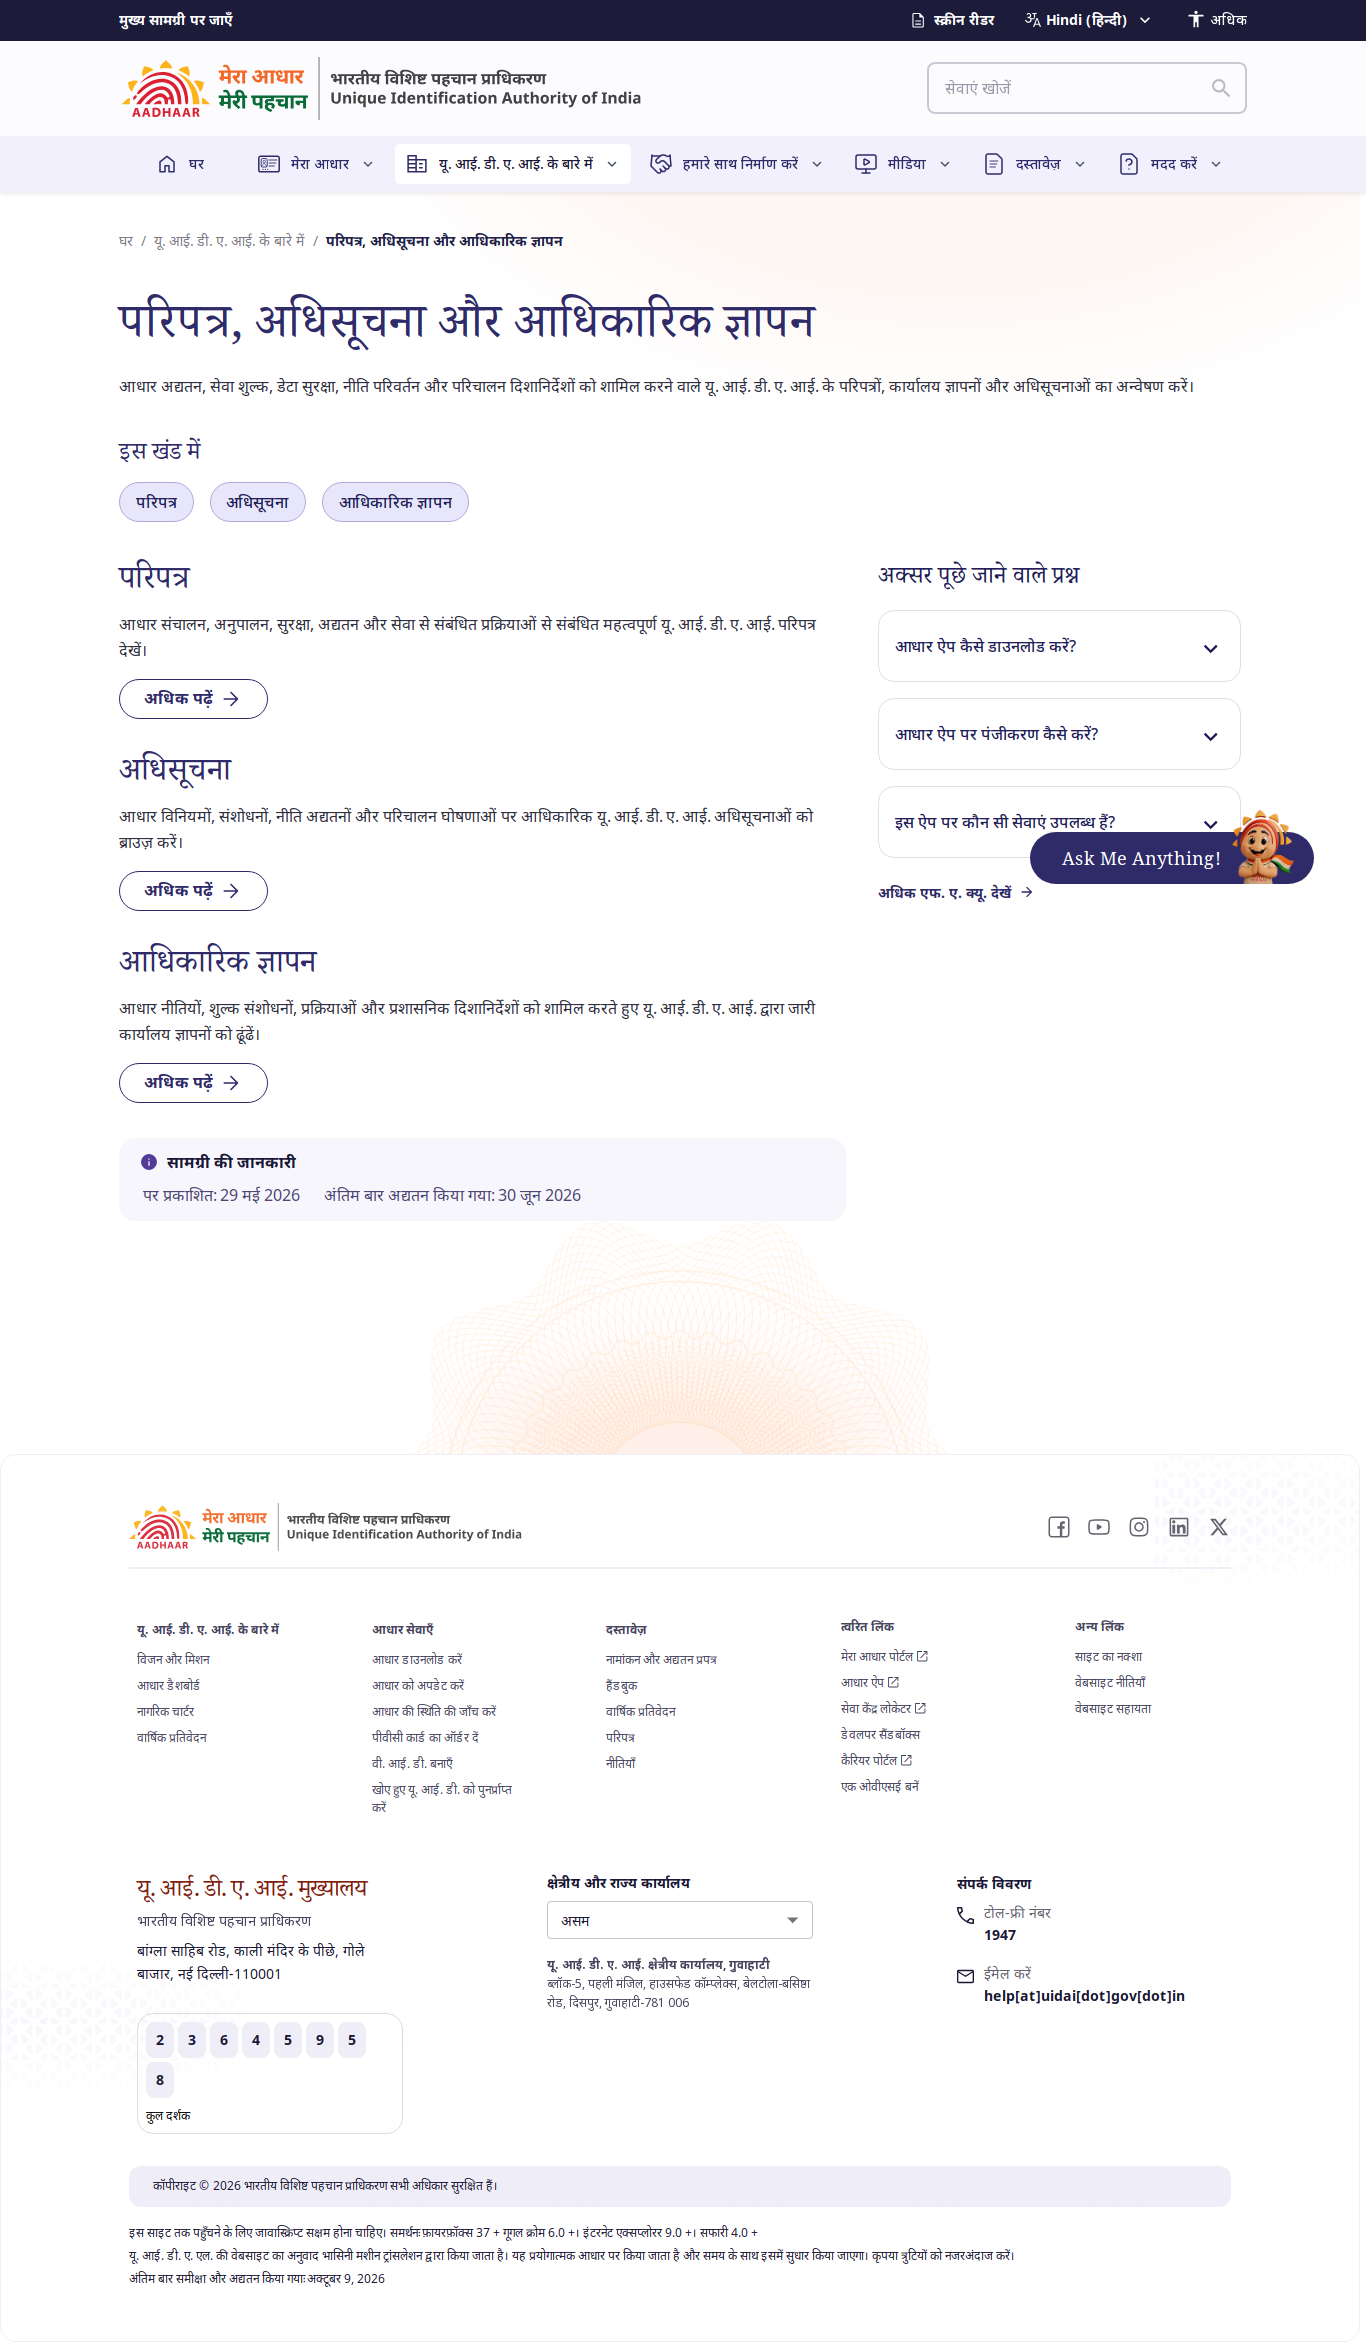 मुख्य सामग्री पर जाएँ
स्क्रीन रीडर
Hindi (हिन्दी)
अधिक
मेरा आधार
मेरी पहचान
AADHAAR
भारतीय विशिष्ट पहचान प्राधिकरण
Unique Identification Authority of India
सेवाएं खोजें
घर
मेरा आधार
यू. आई. डी. ए. आई. के बारे में
हमारे साथ निर्माण करें
मीडिया
दस्तावेज़
मदद करें
घर / यू. आई. डी. ए. आई. के बारे में / परिपत्र, अधिसूचना और आधिकारिक ज्ञापन
परिपत्र, अधिसूचना और आधिकारिक ज्ञापन
आधार अद्यतन, सेवा शुल्क, डेटा सुरक्षा, नीति परिवर्तन और परिचालन दिशानिर्देशों को शामिल करने वाले यू. आई. डी. ए. आई. के परिपत्रों, कार्यालय ज्ञापनों और अधिसूचनाओं का अन्वेषण करें।
इस खंड में
परिपत्र
अधिसूचना
आधिकारिक ज्ञापन
परिपत्र
आधार संचालन, अनुपालन, सुरक्षा, अद्यतन और सेवा से संबंधित प्रक्रियाओं से संबंधित महत्वपूर्ण यू. आई. डी. ए. आई. परिपत्र
देखें।
अधिक पढ़ें
अधिसूचना
आधार विनियमों, संशोधनों, नीति अद्यतनों और परिचालन घोषणाओं पर आधिकारिक यू. आई. डी. ए. आई. अधिसूचनाओं को
ब्राउज़ करें।
अधिक पढ़ें
आधिकारिक ज्ञापन
आधार नीतियों, शुल्क संशोधनों, प्रक्रियाओं और प्रशासनिक दिशानिर्देशों को शामिल करते हुए यू. आई. डी. ए. आई. द्वारा जारी
कार्यालय ज्ञापनों को ढूंढें।
अधिक पढ़ें
अक्सर पूछे जाने वाले प्रश्न
आधार ऐप कैसे डाउनलोड करें?
आधार ऐप पर पंजीकरण कैसे करें?
इस ऐप पर कौन सी सेवाएं उपलब्ध हैं?
Ask Me Anything!
अधिक एफ. ए. क्यू. देखें
सामग्री की जानकारी
पर प्रकाशित: 29 मई 2026
अंतिम बार अद्यतन किया गया: 30 जून 2026
मेरा आधार
मेरी पहचान
AADHAAR
भारतीय विशिष्ट पहचान प्राधिकरण
Unique Identification Authority of India
यू. आई. डी. ए. आई. के बारे में
विजन और मिशन
आधार डैशबोर्ड
नागरिक चार्टर
वार्षिक प्रतिवेदन
आधार सेवाएँ
आधार डाउनलोड करें
आधार को अपडेट करें
आधार की स्थिति की जाँच करें
पीवीसी कार्ड का ऑर्डर दें
वी. आई. डी. बनाएँ
खोए हुए यू. आई. डी. को पुनर्प्राप्त
करें
दस्तावेज़
नामांकन और अद्यतन प्रपत्र
हैंडबुक
वार्षिक प्रतिवेदन
परिपत्र
नीतियाँ
त्वरित लिंक
मेरा आधार पोर्टल
आधार ऐप
सेवा केंद्र लोकेटर
डेवलपर सैंडबॉक्स
कैरियर पोर्टल
एक ओवीएसई बनें
अन्य लिंक
साइट का नक्शा
वेबसाइट नीतियाँ
वेबसाइट सहायता
यू. आई. डी. ए. आई. मुख्यालय
भारतीय विशिष्ट पहचान प्राधिकरण
बांग्ला साहिब रोड, काली मंदिर के पीछे, गोले
बाजार, नई दिल्ली-110001
2 3 6 4 5 9 5
8
कुल दर्शक
क्षेत्रीय और राज्य कार्यालय
असम
यू. आई. डी. ए. आई. क्षेत्रीय कार्यालय, गुवाहाटी
ब्लॉक-5, पहली मंजिल, हाउसफेड कॉम्प्लेक्स, बेलटोला-बसिष्ठा
रोड, दिसपुर, गुवाहाटी-781 006
संपर्क विवरण
टोल-फ्री नंबर
1947
ईमेल करें
help[at]uidai[dot]gov[dot]in
कॉपीराइट © 2026 भारतीय विशिष्ट पहचान प्राधिकरण सभी अधिकार सुरक्षित हैं।
इस साइट तक पहुँचने के लिए जावास्क्रिप्ट सक्षम होना चाहिए। समर्थनः फ़ायरफ़ॉक्स 37 + गूगल क्रोम 6.0 +। इंटरनेट एक्सप्लोरर 9.0 +। सफारी 4.0 +
यू. आई. डी. ए. एल. की वेबसाइट का अनुवाद भासिनी मशीन ट्रांसलेशन द्वारा किया जाता है। यह प्रयोगात्मक आधार पर किया जाता है और समय के साथ इसमें सुधार किया जाएगा। कृपया त्रुटियों को नजरअंदाज करें।
अंतिम बार समीक्षा और अद्यतन किया गयाः अक्टूबर 9, 2026